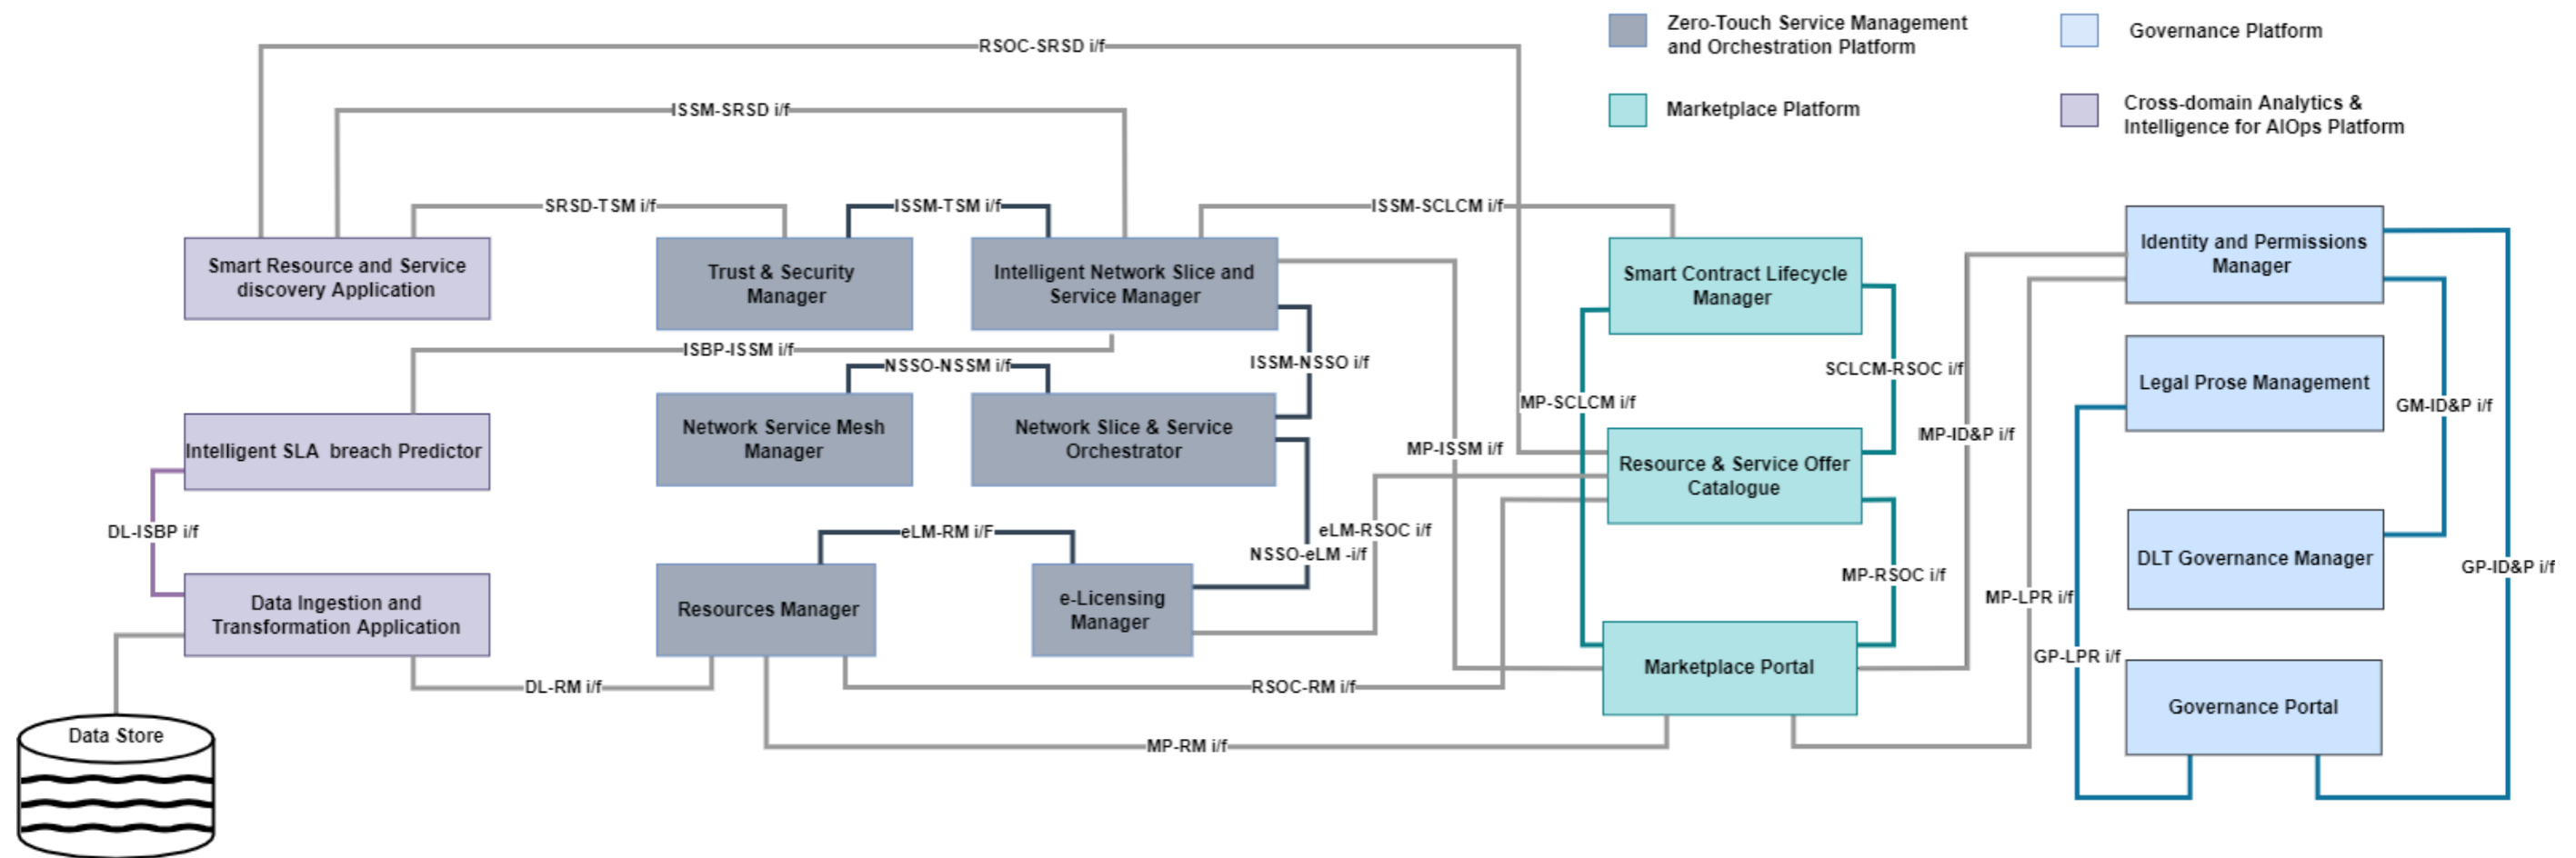 RSOC-SRSD i/f
Zero-Touch Service Management
and Orchestration Platform
Governance Platform
ISSM-SRSD i/f
Marketplace Platform
Cross-domain Analytics &
Intelligence for AIOps Platform
SRSD-TSM i/f
ISSM-TSM i/f
ISSM-SCLCM i/f
Smart Resource and Service
discovery Application
Trust & Security
Manager
Intelligent Network Slice and
Service Manager
Smart Contract Lifecycle
Manager
Identity and Permissions
Manager
ISBP-ISSM i/f
NSSO-NSSM i/f
ISSM-NSSO i/f
SCLCM-RSOC i/f
Legal Prose Management
MP-SCLCM i/f
GM-ID&P i/f
Intelligent SLA  breach Predictor
Network Service Mesh
Manager
Network Slice & Service
Orchestrator
MP-ISSM i/f
Resource & Service Offer
Catalogue
MP-ID&P i/f
DL-ISBP i/f
eLM-RM i/F
eLM-RSOC i/f
NSSO-eLM -i/f
MP-RSOC i/f
DLT Governance Manager
GP-ID&P i/f
Data Ingestion and
Transformation Application
Resources Manager
e-Licensing
Manager
MP-LPR i/f
GP-LPR i/f
DL-RM i/f
RSOC-RM i/f
Marketplace Portal
Governance Portal
Data Store
MP-RM i/f